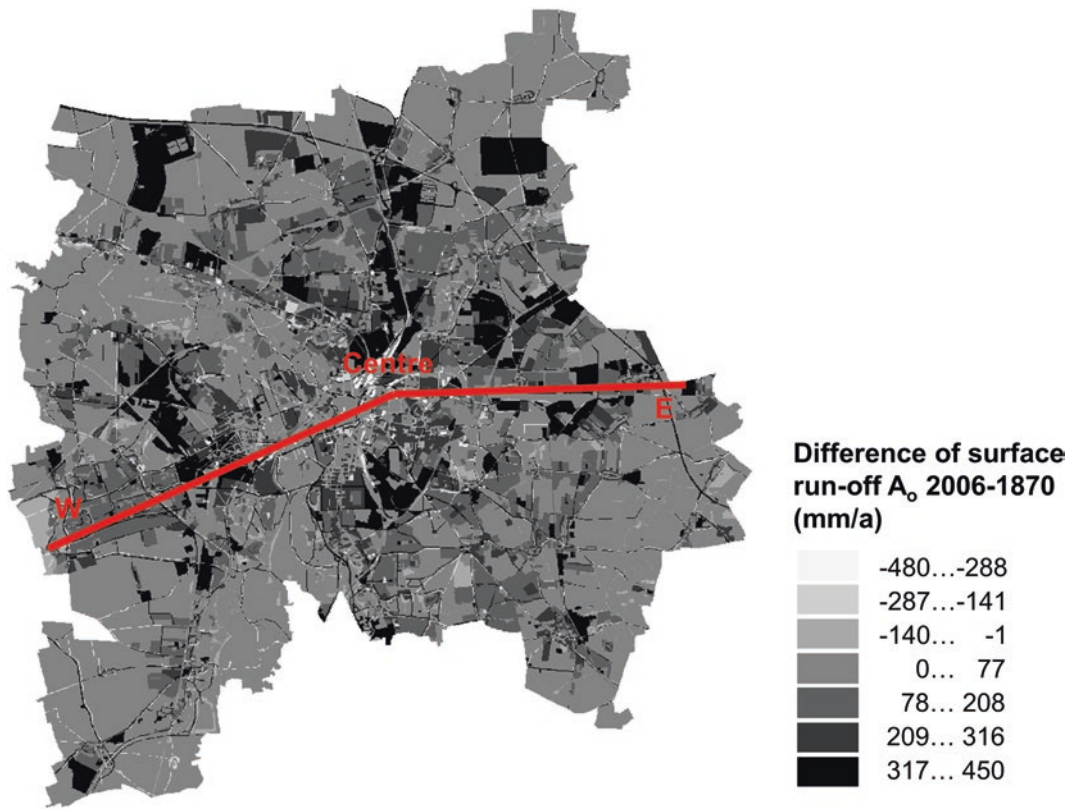 Centre
E
W
Difference of surface
run-off Ao 2006-1870
(mm/a)
-480...-288
-287...-141
-140... -1
0... 77
78... 208
209... 316
317... 450